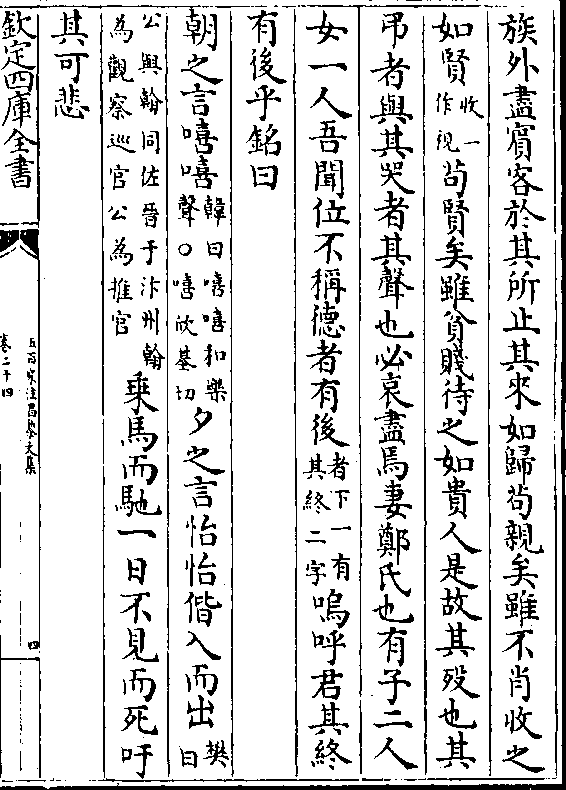 族外盡賓客於其所止其來如歸茍親矣雖不肖收之
如賢收一作視茍賢矣雖貧賤待之如貴人是故其歿也其
弔者與其哭者其聲也必哀盡焉妻鄭氏也有子二人
女一人吾聞位不稱德者有後者下一有其終二字嗚呼君其終
有後乎銘曰
朝之言嘻嘻韓曰嘻嘻和樂聲○嘻欣基切夕之言怡怡偕入而出樊曰
公與翰同佐晉于汴州翰為觀察巡官公為推官乗馬而馳一日不見而死吁
其可悲
欽定四庫全書
五百家注昌黎文集
卷二十四
四